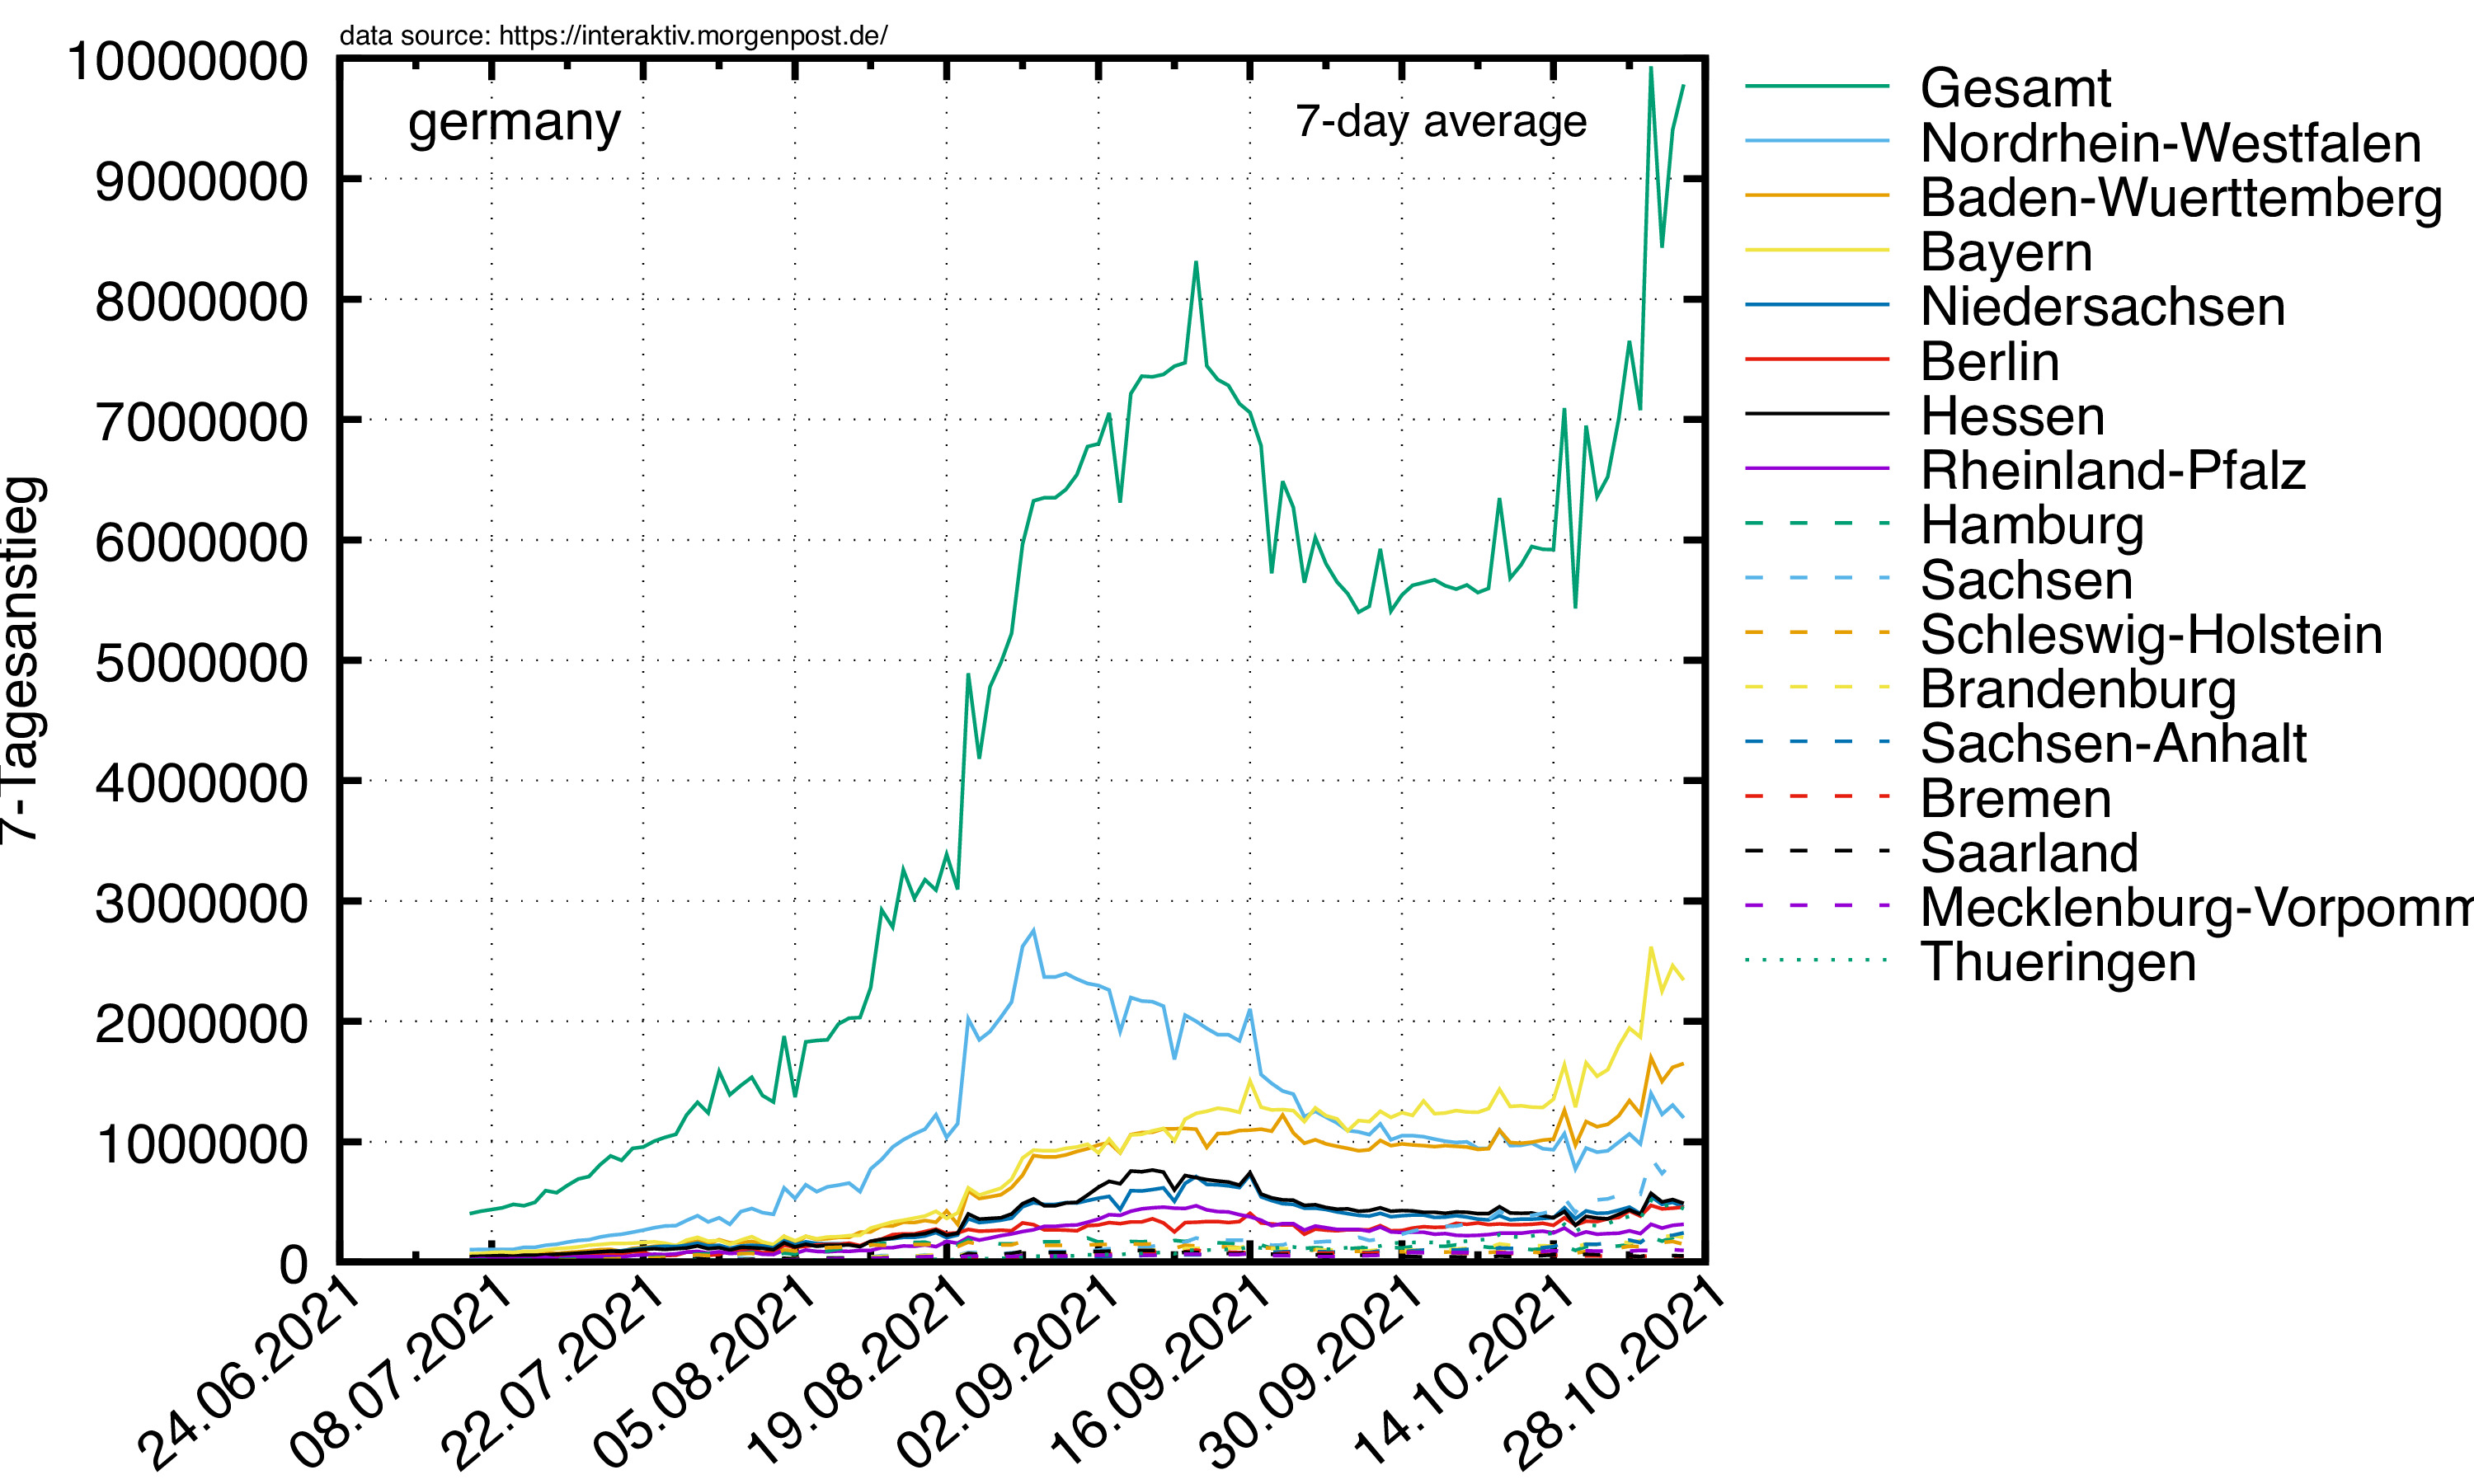 data source: https://interaktiv.morgenpost.de/
germany
7-day average
7-Tagesanstieg
10000000
9000000
8000000
7000000
6000000
5000000
4000000
3000000
2000000
1000000
0
24.06.2021
08.07.2021
22.07.2021
05.08.2021
19.08.2021
02.09.2021
16.09.2021
30.09.2021
14.10.2021
28.10.2021
Gesamt
Nordrhein-Westfalen
Baden-Wuerttemberg
Bayern
Niedersachsen
Berlin
Hessen
Rheinland-Pfalz
Hamburg
Sachsen
Schleswig-Holstein
Brandenburg
Sachsen-Anhalt
Bremen
Saarland
Mecklenburg-Vorpomm
Thueringen